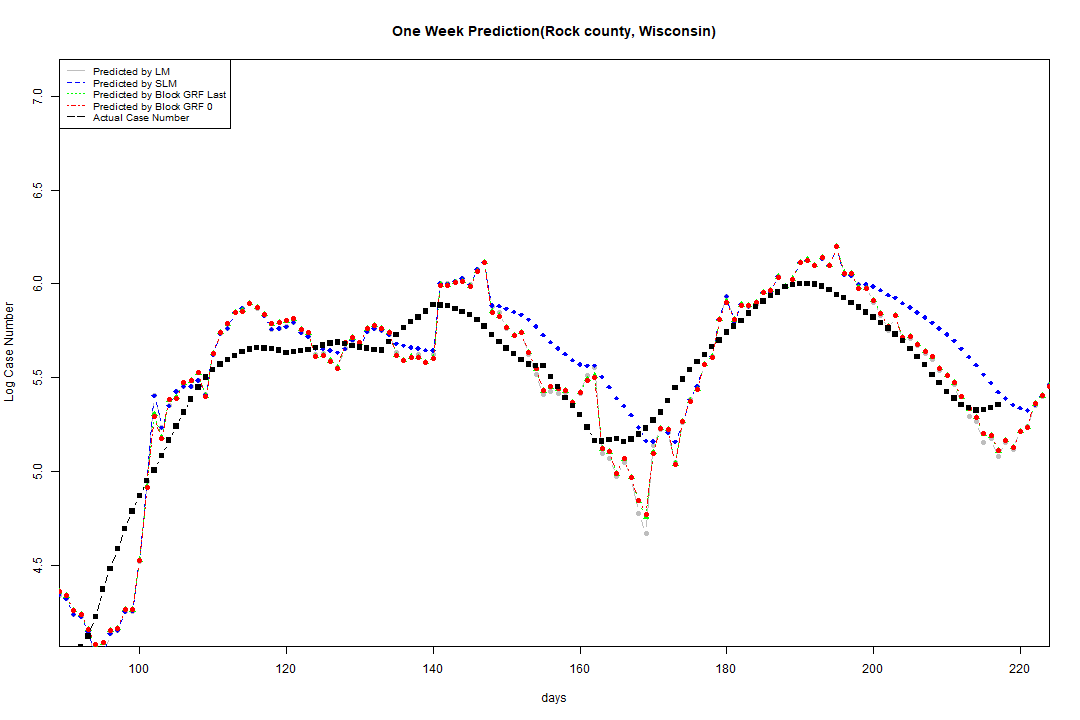 One Week Prediction(Rock county, Wisconsin)
Predicted by LM
Predicted by SLM
Predicted by Block GRF Last
Predicted by Block GRF 0
Actual Case Number
7.0
6.5
6.0
5.5
5.0
4.5
Log Case Number
100 120 140 160 180 200 220
days